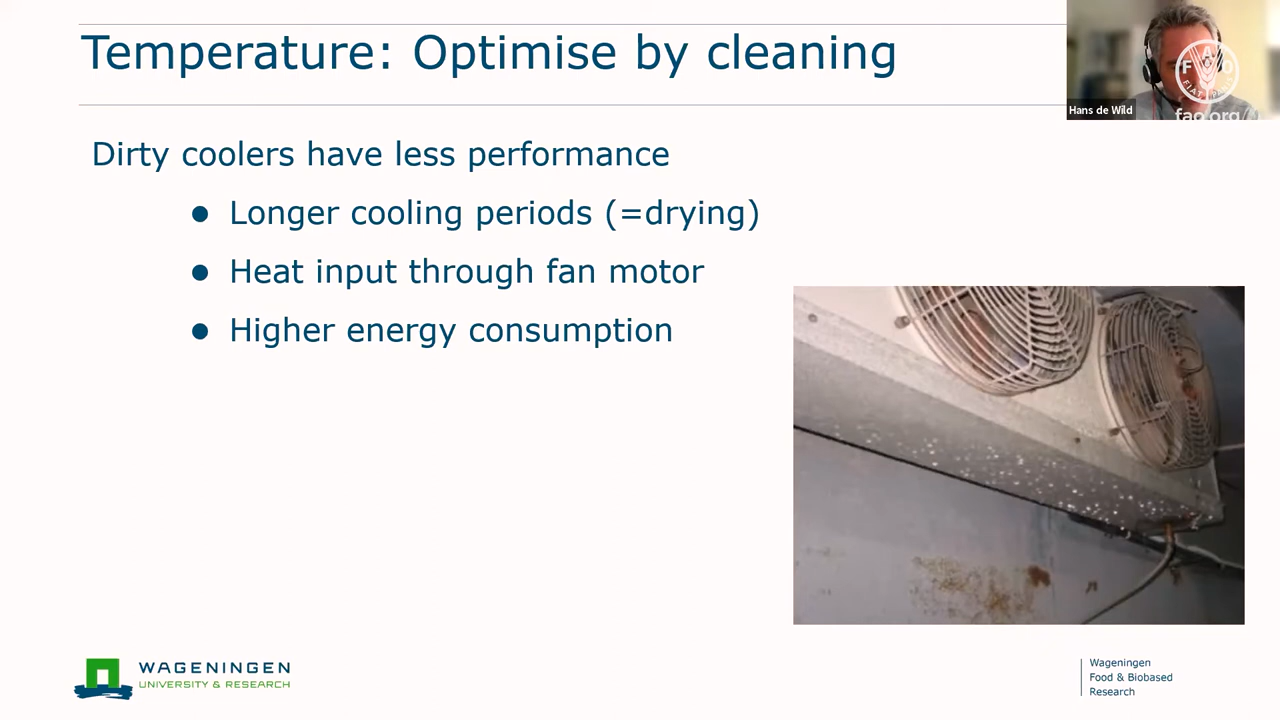 Temperature: Optimise by cleaning
Hans de Wild
FAO
fao.org
Dirty coolers have less performance
● Longer cooling periods (=drying)
● Heat input through fan motor
● Higher energy consumption
WAGENINGEN
UNIVERSITY & RESEARCH
Wageningen
Food & Biobased
Research